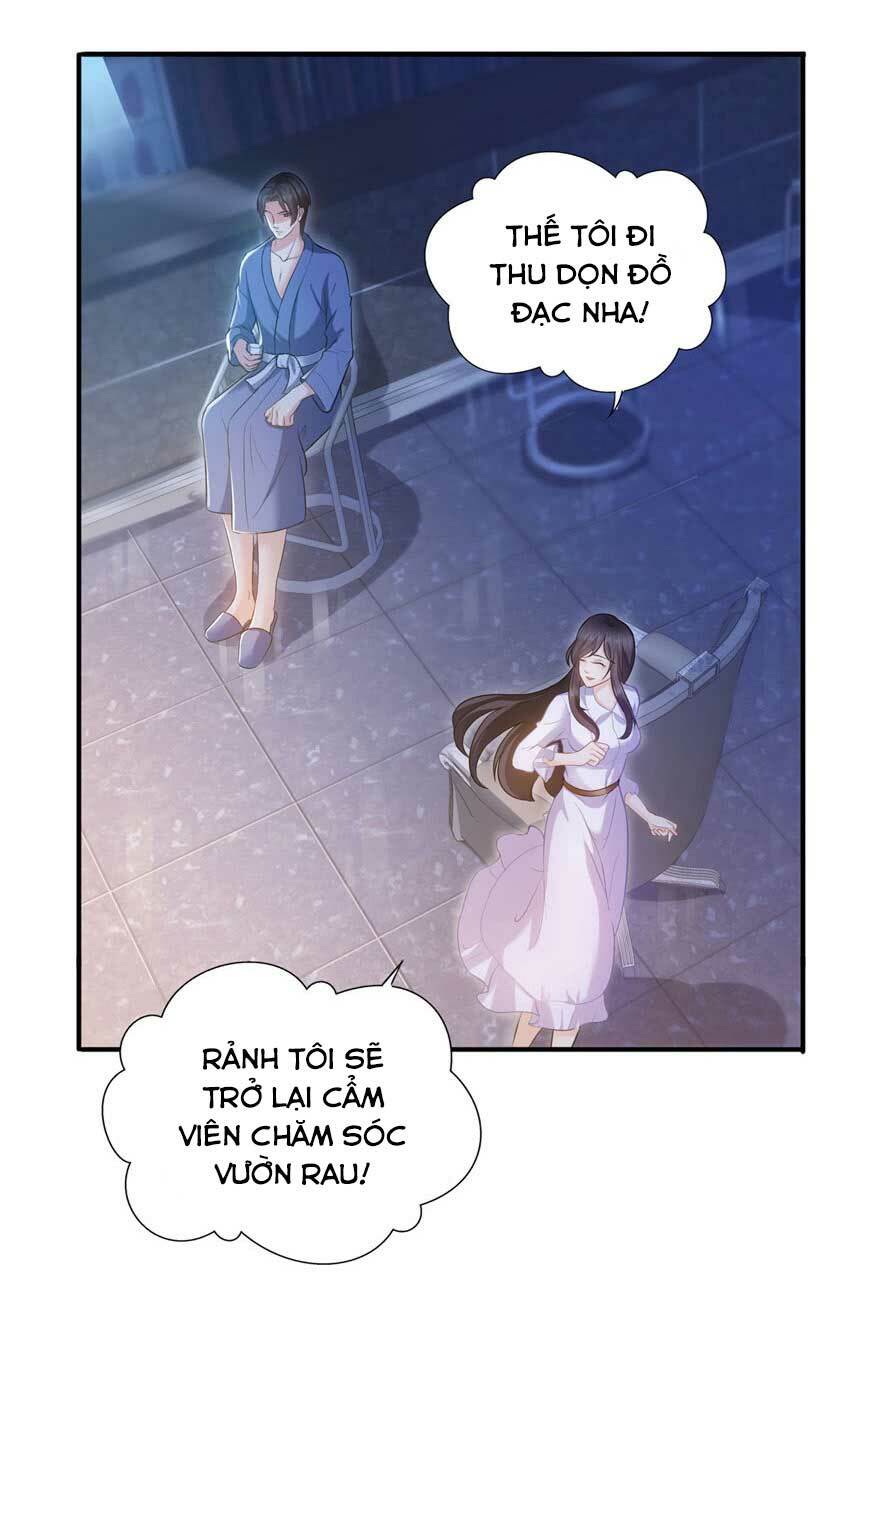 THẾ TÔI ĐI
THU DỌN ĐỒ
ĐẠC NHA!
RẢNH TÔI SẼ
TRỞ LẠI CẨM
VIÊN CHĂM SÓC
VƯỜN RAU!